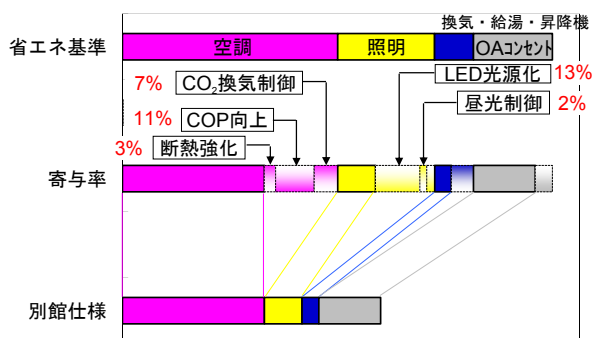 換気・給湯・昇降機
省エネ基準
空調
照明
OAコンセント
7%
CO₂換気制御
LED光源化
13%
11%
COP向上
昼光制御
2%
3%
断熱強化
寄与率
別館仕様